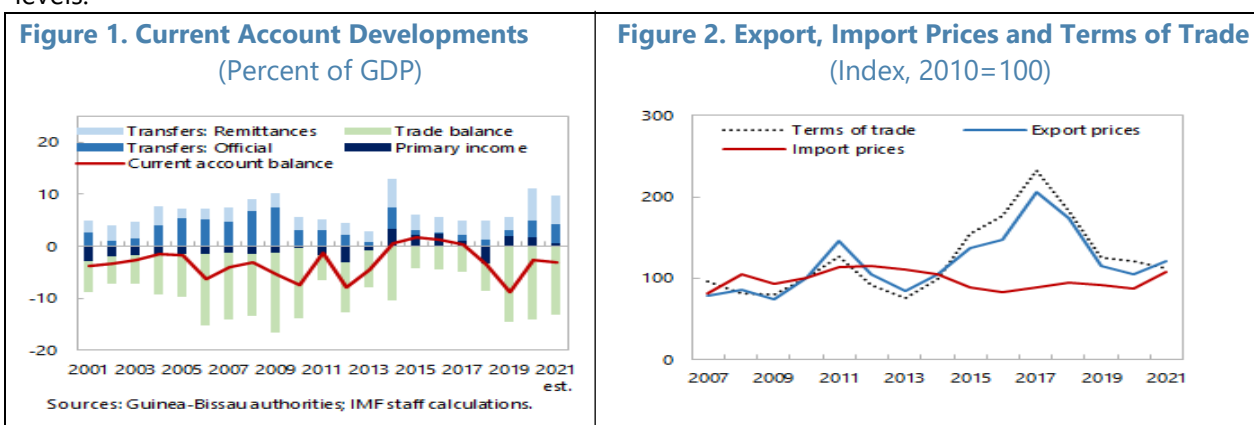 levels.
Figure 1. Current Account Developments
(Percent of GDP)
Transfers: Remittances Trade balance
Transfers: Official Primary income
Current account balance
20
10
0
-10
-20
2001 2003 2005 2007 2009 2011 2013 2015 2017 2019 2021
est.
Sources: Guinea-Bissau authorities; IMF staff calculations.
Figure 2. Export, Import Prices and Terms of Trade
(Index, 2010=100)
300
Terms of trade Export prices
Import prices
200
100
0
2007 2009 2011 2013 2015 2017 2019 2021